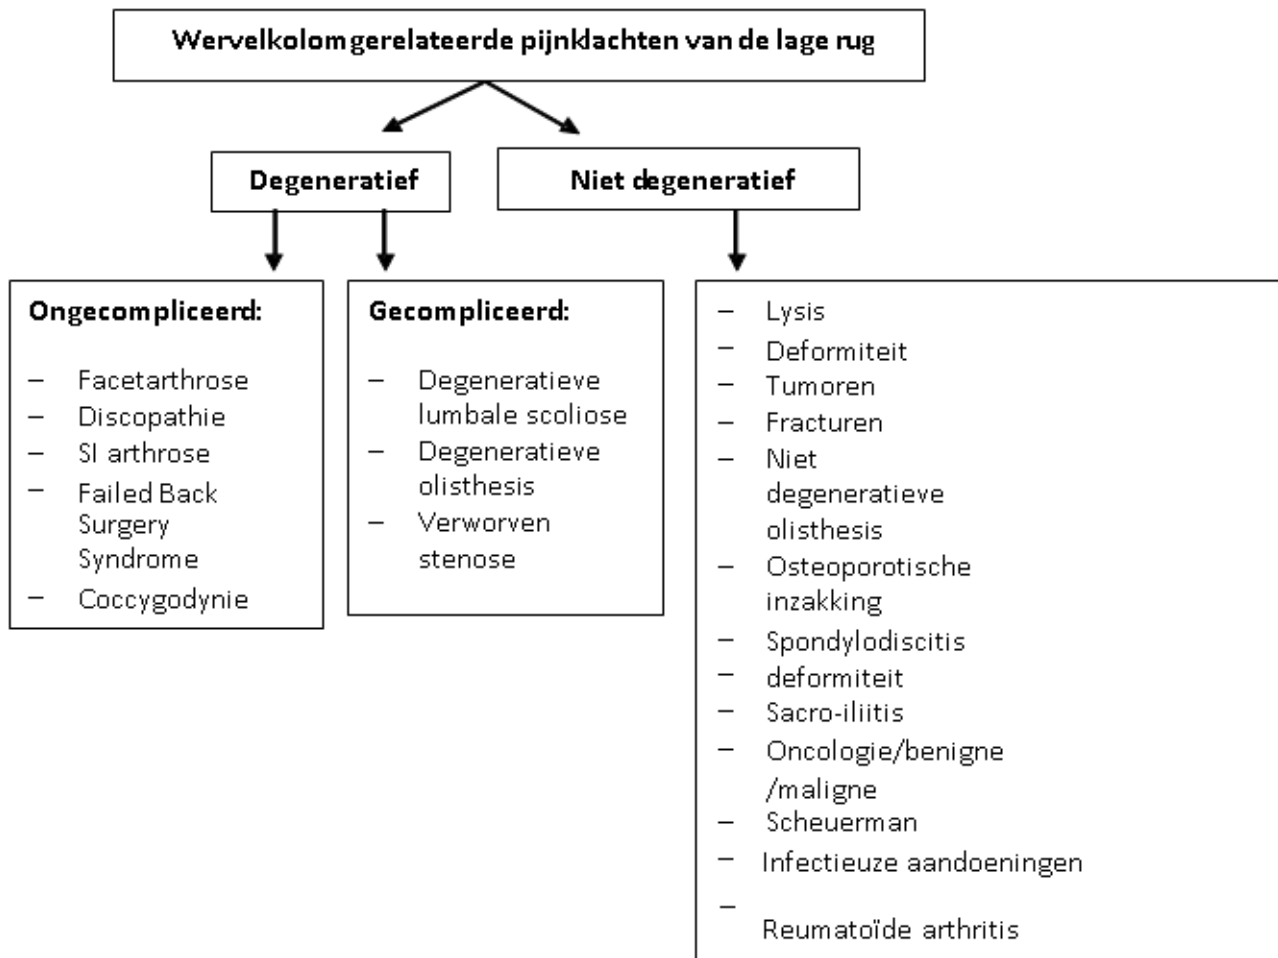 Wervelkolomgerelateerde pijnklachten van de lage rug
Degeneratief
Niet degeneratief
Ongecompliceerd:
– Facetarthrose
– Discopathie
– SI arthrose
– Failed Back
Surgery
Syndrome
– Coccygodynie
Gecompliceerd:
– Degeneratieve
lumbale scoliose
– Degeneratieve
olisthesis
– Verworven
stenose
– Lysis
– Deformiteit
– Tumoren
– Fracturen
– Niet
degeneratieve
olisthesis
– Osteoporotische
inzakking
– Spondylodiscitis
– deformiteit
– Sacro-iliitis
– Oncologie/benigne
/maligne
– Scheuerman
– Infectieuze aandoeningen
–
Reumatoïde arthritis